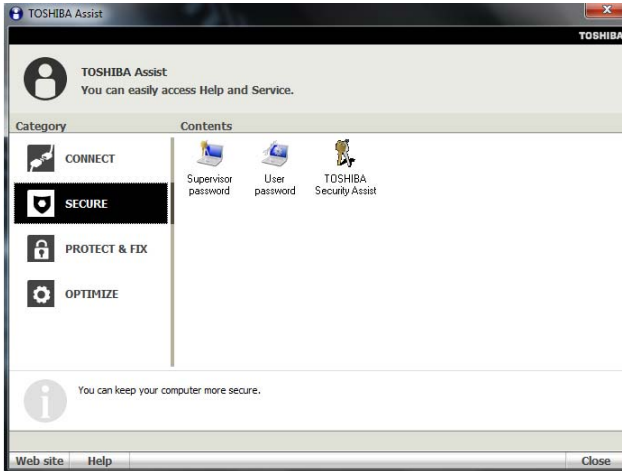 TOSHIBA Assist
TOSHIBA
TOSHIBA Assist
You can easily access Help and Service.
Category
Contents
CONNECT
SECURE
PROTECT & FIX
OPTIMIZE
Supervisor
password
User
password
TOSHIBA
Security Assist
You can keep your computer more secure.
Web site
Help
Close